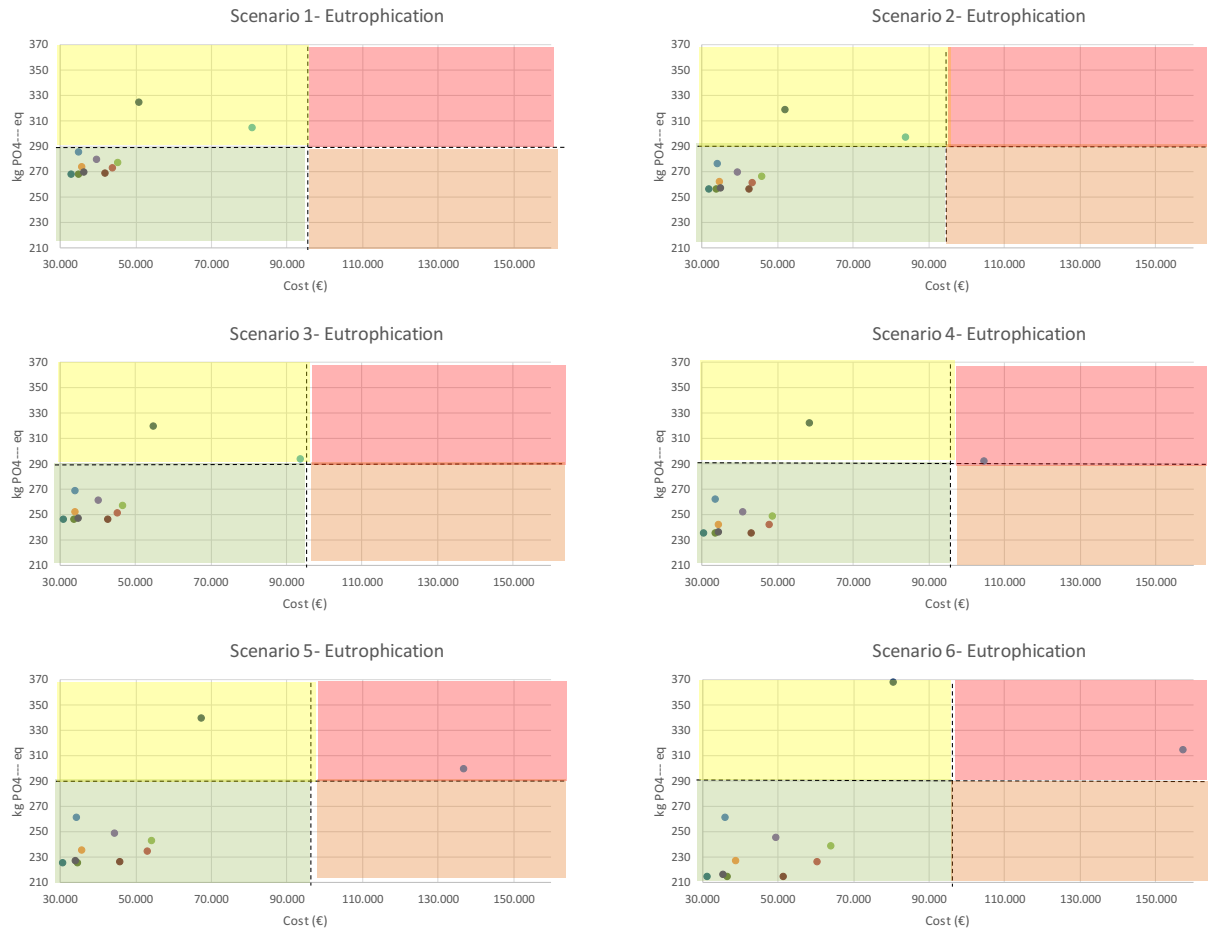 Scenario 1- Eutrophication
370
350
330
310
290
270
250
230
210
kg PO4--- eq
30.000 50.000 70.000 90.000 110.000 130.000 150.000
Cost (€)
Scenario 2- Eutrophication
370
350
330
310
290
270
250
230
210
kg PO4--- eq
30.000 50.000 70.000 90.000 110.000 130.000 150.000
Cost (€)
Scenario 3- Eutrophication
370
350
330
310
290
270
250
230
210
kg PO4--- eq
30.000 50.000 70.000 90.000 110.000 130.000 150.000
Cost (€)
Scenario 4- Eutrophication
370
350
330
310
290
270
250
230
210
kg PO4--- eq
30.000 50.000 70.000 90.000 110.000 130.000 150.000
Cost (€)
Scenario 5- Eutrophication
370
350
330
310
290
270
250
230
210
kg PO4--- eq
30.000 50.000 70.000 90.000 110.000 130.000 150.000
Cost (€)
Scenario 6- Eutrophication
370
350
330
310
290
270
250
230
210
kg PO4--- eq
30.000 50.000 70.000 90.000 110.000 130.000 150.000
Cost (€)